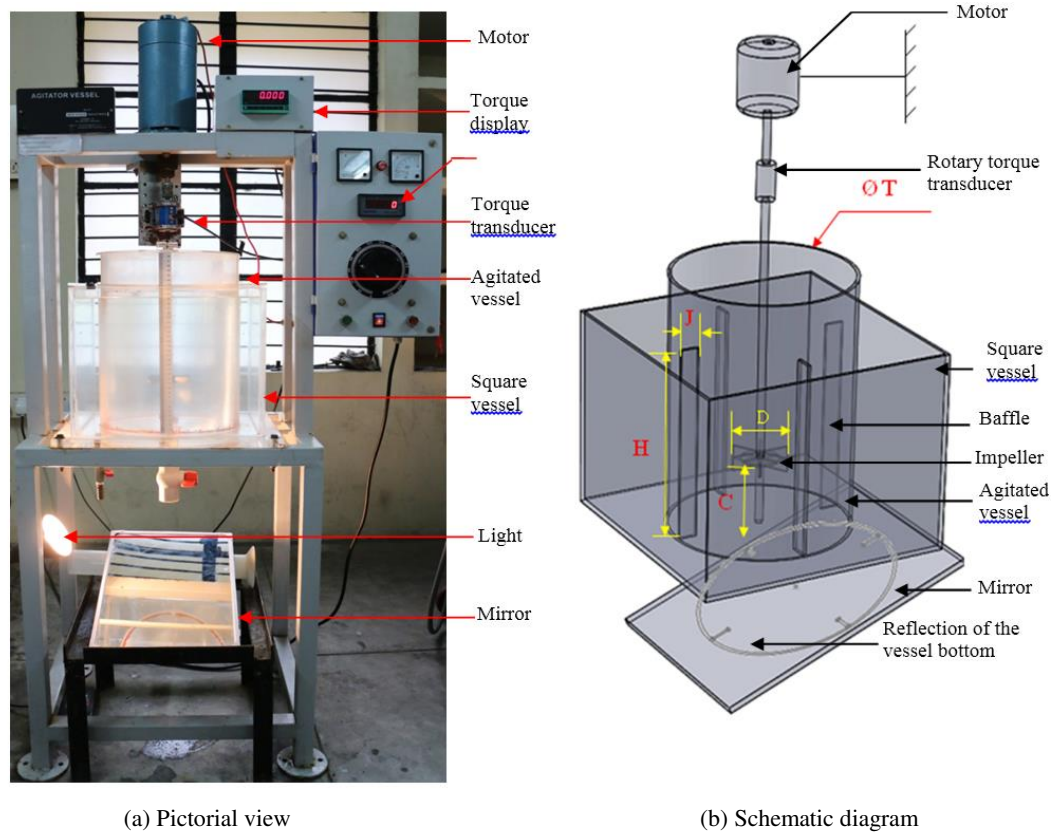 Motor
AGITATOR VESSEL
0.000
Torque
display
0
Torque
transducer
Agitated
vessel
Square
vessel
Light
Mirror
(a) Pictorial view
Motor
Rotary torque
transducer
Ø T
J
Square
vessel
D
Baffle
H
Impeller
C
Agitated
vessel
Mirror
Reflection of the
vessel bottom
(b) Schematic diagram